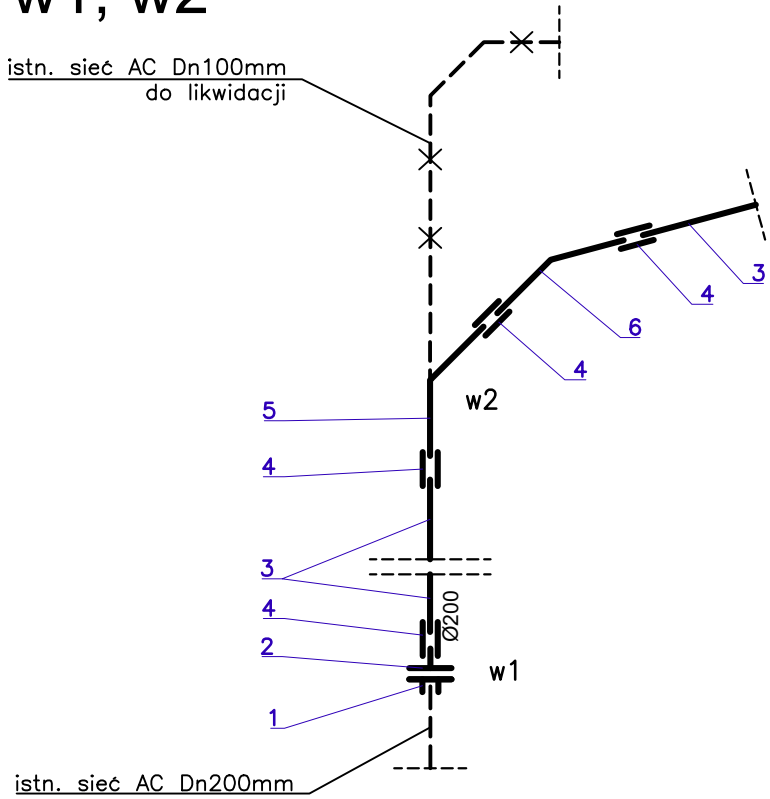 w1, w2
istn. sieć AC Dn100mm
do likwidacji
3
4
6
4
w2
5
4
3
4
Ø200
2
w1
1
istn. sieć AC Dn200mm